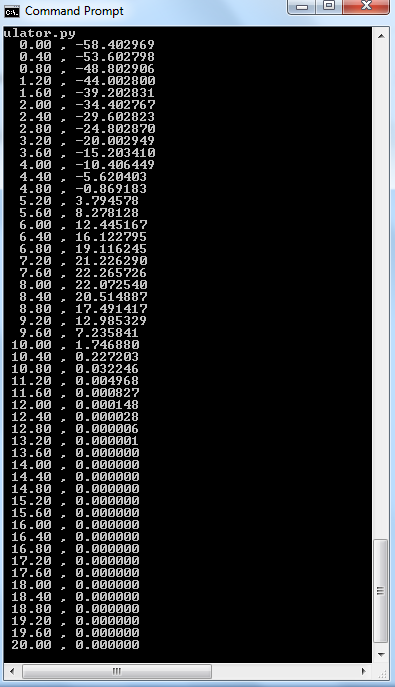 Command Prompt
ulator.py
0.00 , -58.402969
0.40 , -53.602798
0.80 , -48.802906
1.20 , -44.002800
1.60 , -39.202831
2.00 , -34.402767
2.40 , -29.602823
2.80 , -24.802870
3.20 , -20.002949
3.60 , -15.203410
4.00 , -10.406449
4.40 , -5.620403
4.80 , -0.869183
5.20 , 3.794578
5.60 , 8.278128
6.00 , 12.445167
6.40 , 16.122795
6.80 , 19.116245
7.20 , 21.226290
7.60 , 22.265726
8.00 , 22.072540
8.40 , 20.514887
8.80 , 17.491417
9.20 , 12.985329
9.60 , 7.235841
10.00 , 1.746880
10.40 , 0.227203
10.80 , 0.032246
11.20 , 0.004968
11.60 , 0.000827
12.00 , 0.000148
12.40 , 0.000028
12.80 , 0.000006
13.20 , 0.000001
13.60 , 0.000000
14.00 , 0.000000
14.40 , 0.000000
14.80 , 0.000000
15.20 , 0.000000
15.60 , 0.000000
16.00 , 0.000000
16.40 , 0.000000
16.80 , 0.000000
17.20 , 0.000000
17.60 , 0.000000
18.00 , 0.000000
18.40 , 0.000000
18.80 , 0.000000
19.20 , 0.000000
19.60 , 0.000000
20.00 , 0.000000